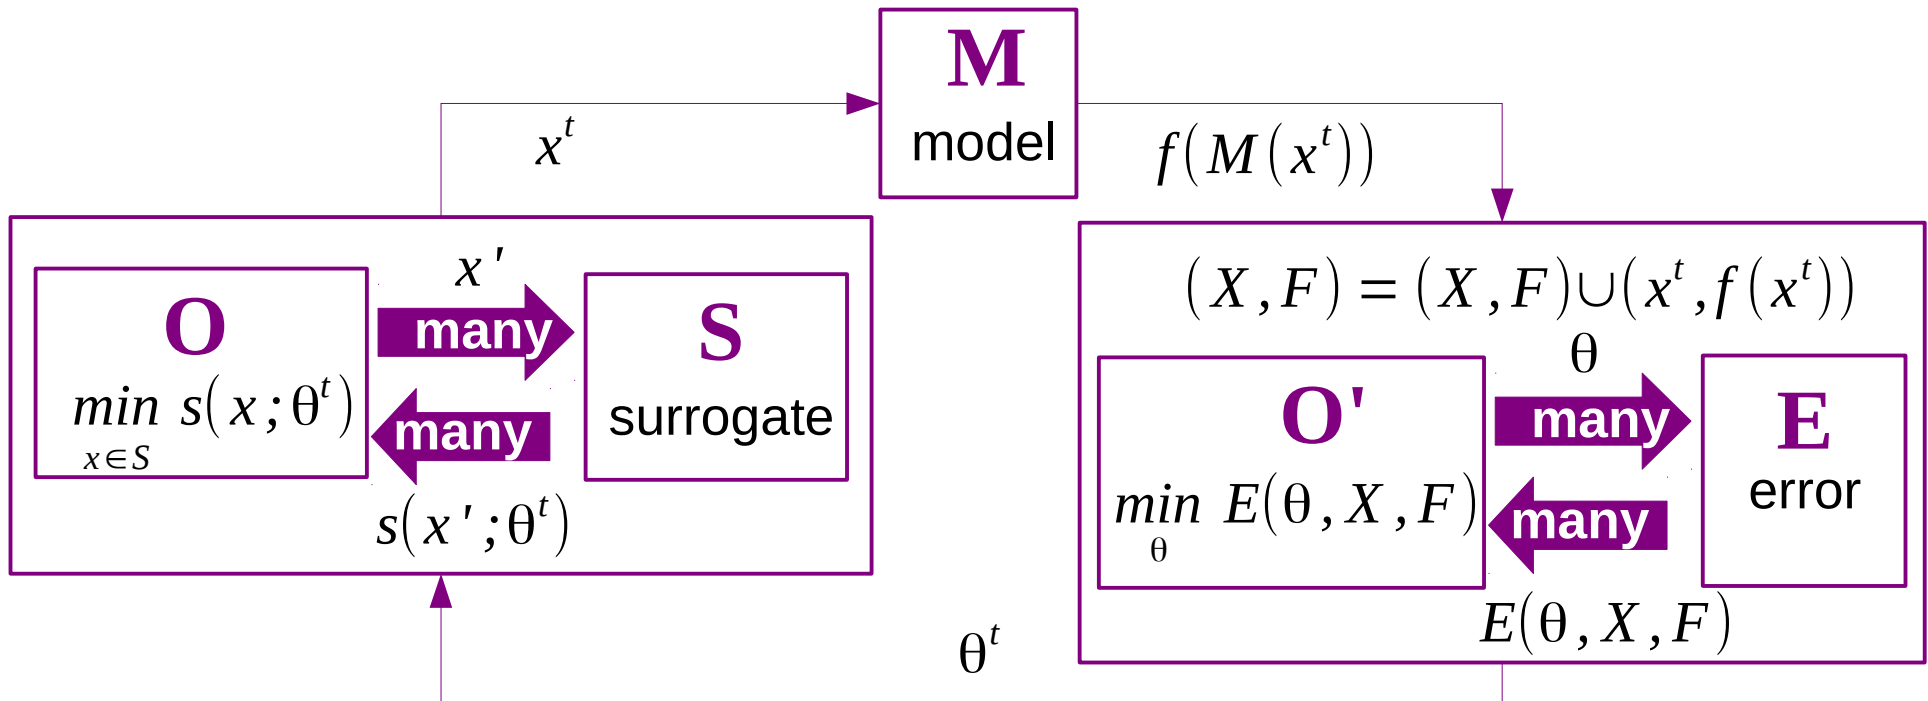 M
model
x^t
f(M(x^t))
x'
O
many
S
min s(x;θ^t)
x∈S
many
surrogate
s(x';θ^t)
(X,F)=(X,F)∪(x^t,f(x^t))
θ
O'
many
E
min E(θ,X,F)
θ
many
error
E(θ,X,F)
θ^t